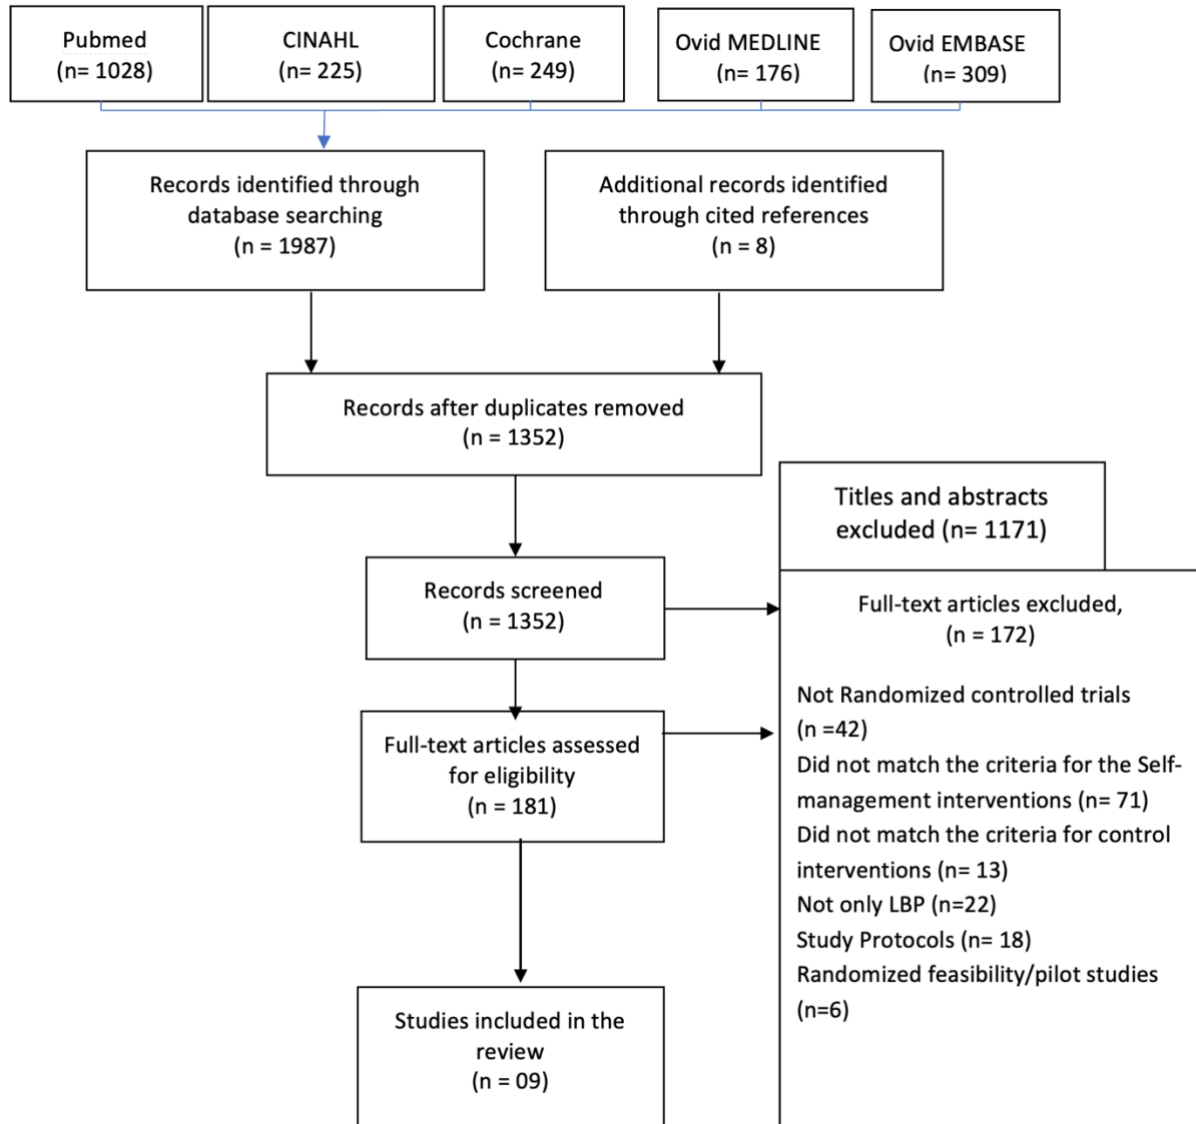 Pubmed
(n= 1028)
CINAHL
(n= 225)
Cochrane
(n= 249)
Ovid MEDLINE
(n= 176)
Ovid EMBASE
(n= 309)
Records identified through
database searching
(n = 1987)
Additional records identified
through cited references
(n = 8)
Records after duplicates removed
(n = 1352)
Records screened
(n = 1352)
Titles and abstracts
excluded (n= 1171)
Full-text articles assessed
for eligibility
(n = 181)
Full-text articles excluded,
(n = 172)
Not Randomized controlled trials
(n =42)
Did not match the criteria for the Self-
management interventions (n= 71)
Did not match the criteria for control
interventions (n= 13)
Not only LBP (n=22)
Study Protocols (n= 18)
Randomized feasibility/pilot studies
(n=6)
Studies included in the
review
(n = 09)